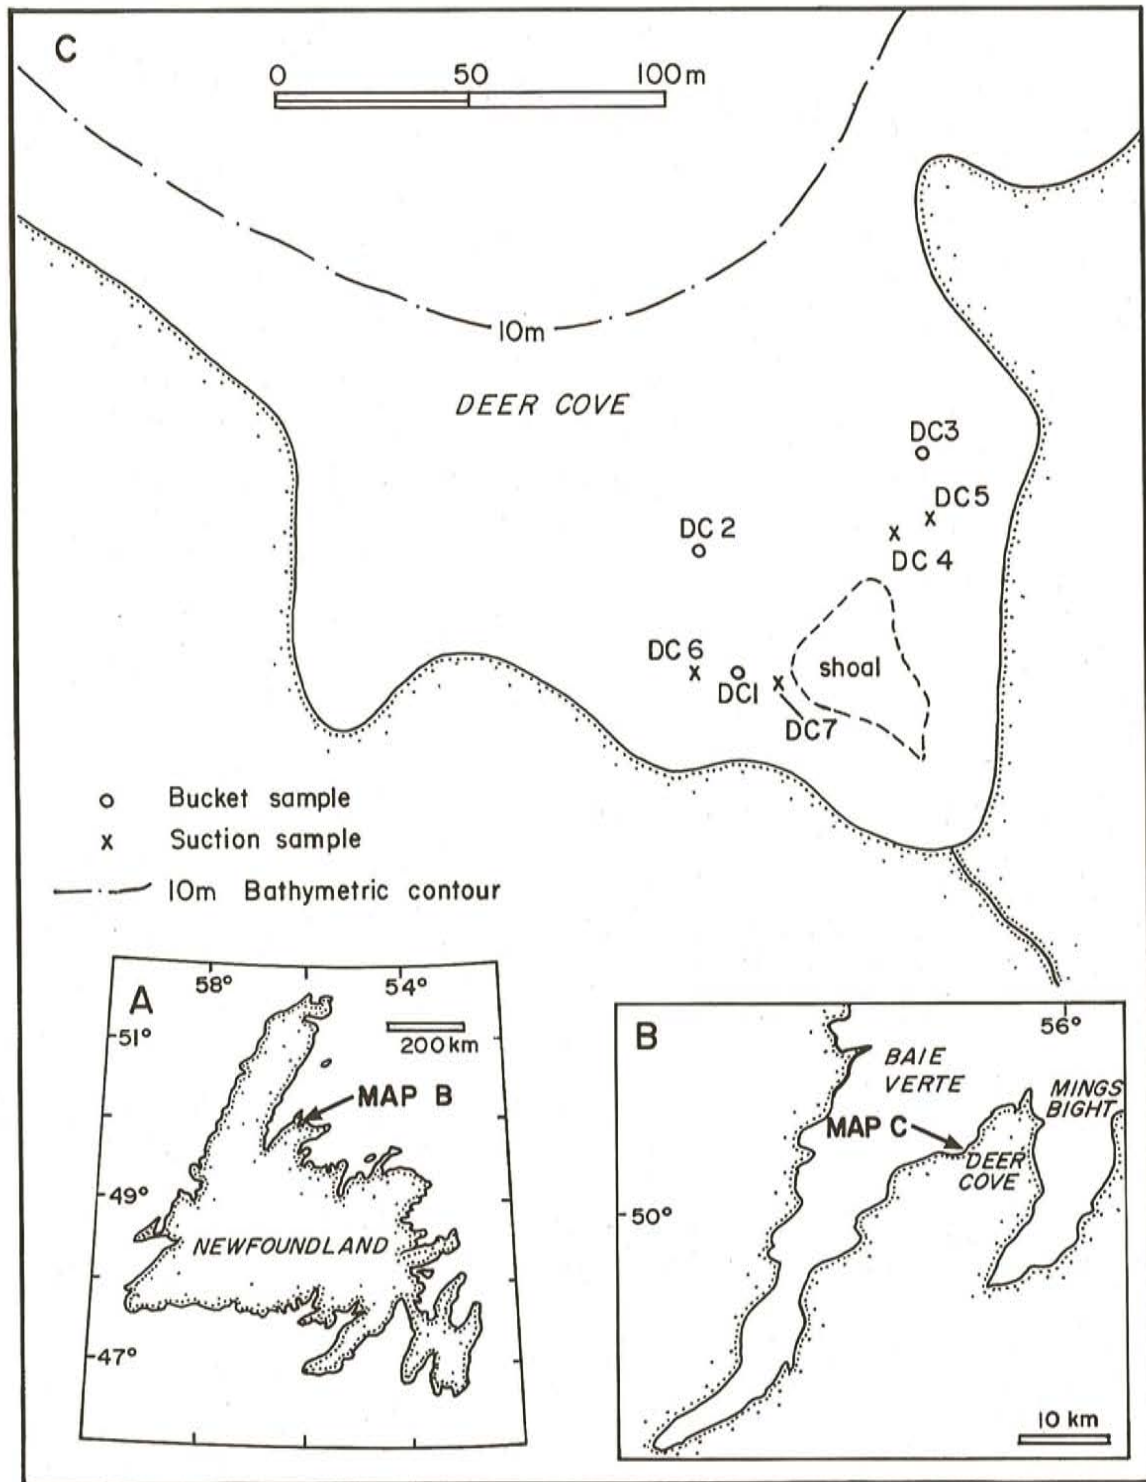 C
0 50 100m
10m
DEER COVE
DC3
DC5
DC 2
DC 4
DC 6
shoal
DC1
DC7
o Bucket sample
x Suction sample
10m Bathymetric contour
A
58° 54°
51°
200 km
MAP B
49°
NEWFOUNDLAND
47°
B
56°
BAIE
VERTE
MINGS
BIGHT
MAP C
DEER
COVE
50°
10 km